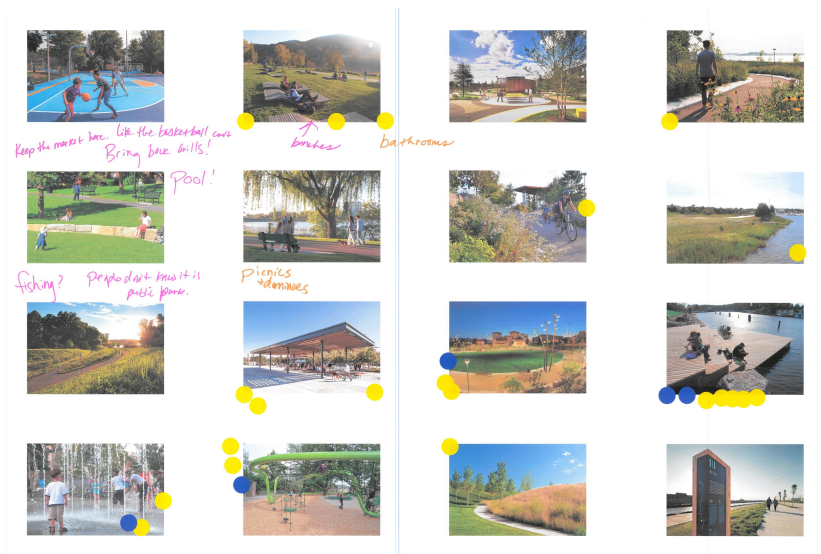 Keep the market here. Like the basketball
Bring back grills!
benches
bathrooms
Pool!
fishing?
people don't know it is
public park.
Picnics
+ dominoes